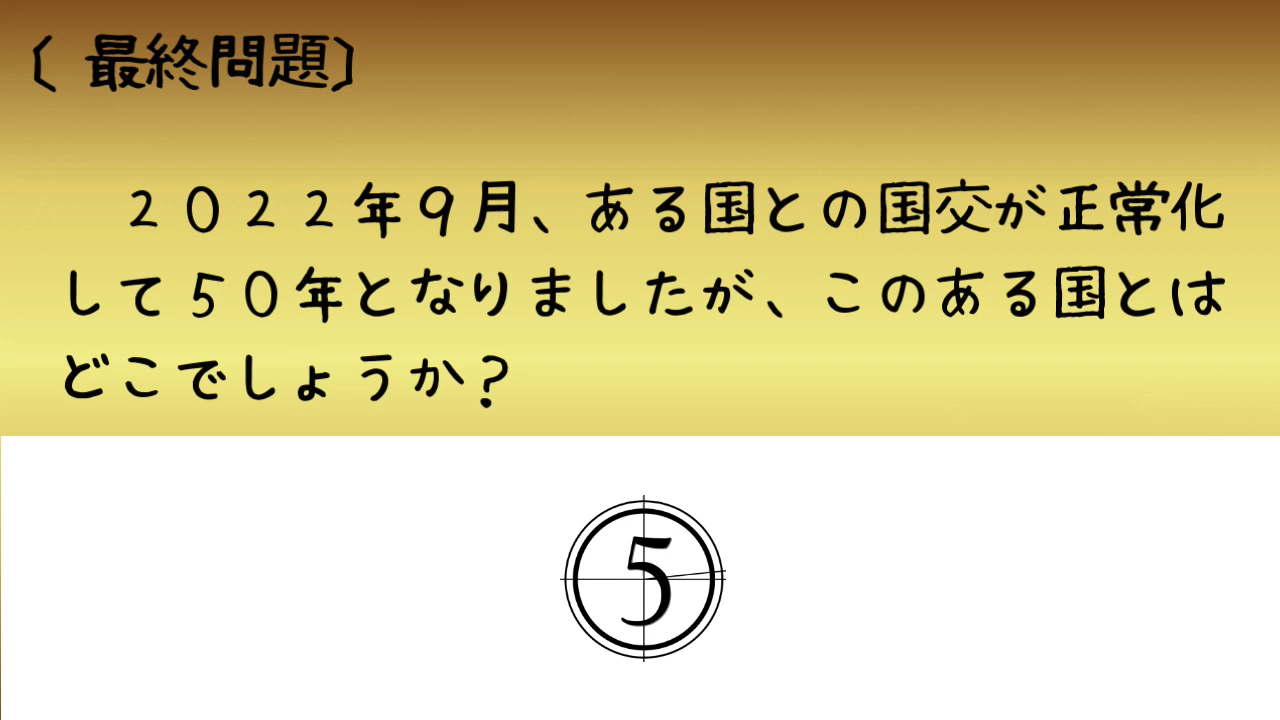 〔 最終問題〕
２０２２年９月、ある国との国交が正常化
して５０年となりましたが、このある国とは
どこでしょうか？
5